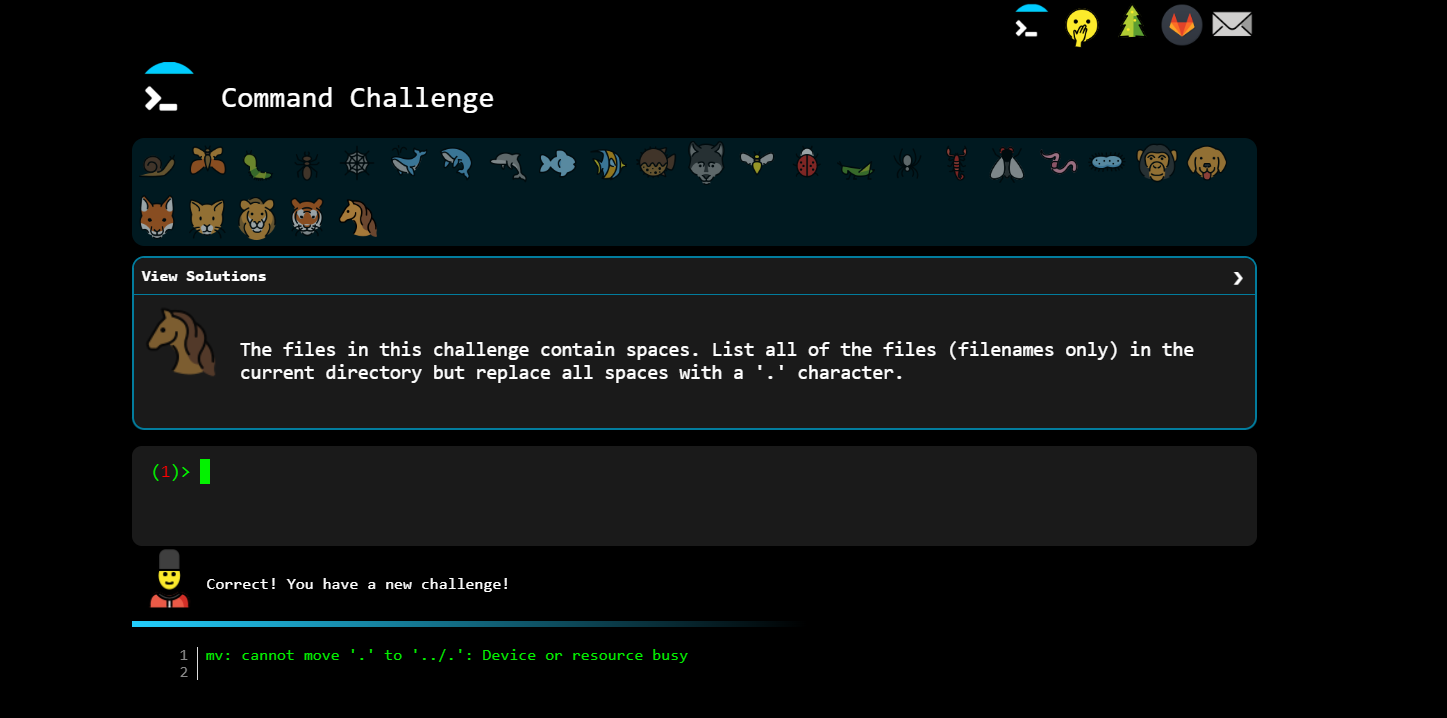 Command Challenge
View Solutions
The files in this challenge contain spaces. List all of the files (filenames only) in the
current directory but replace all spaces with a '.' character.
(1)>
Correct! You have a new challenge!
1 mv: cannot move '.' to '../.': Device or resource busy
2